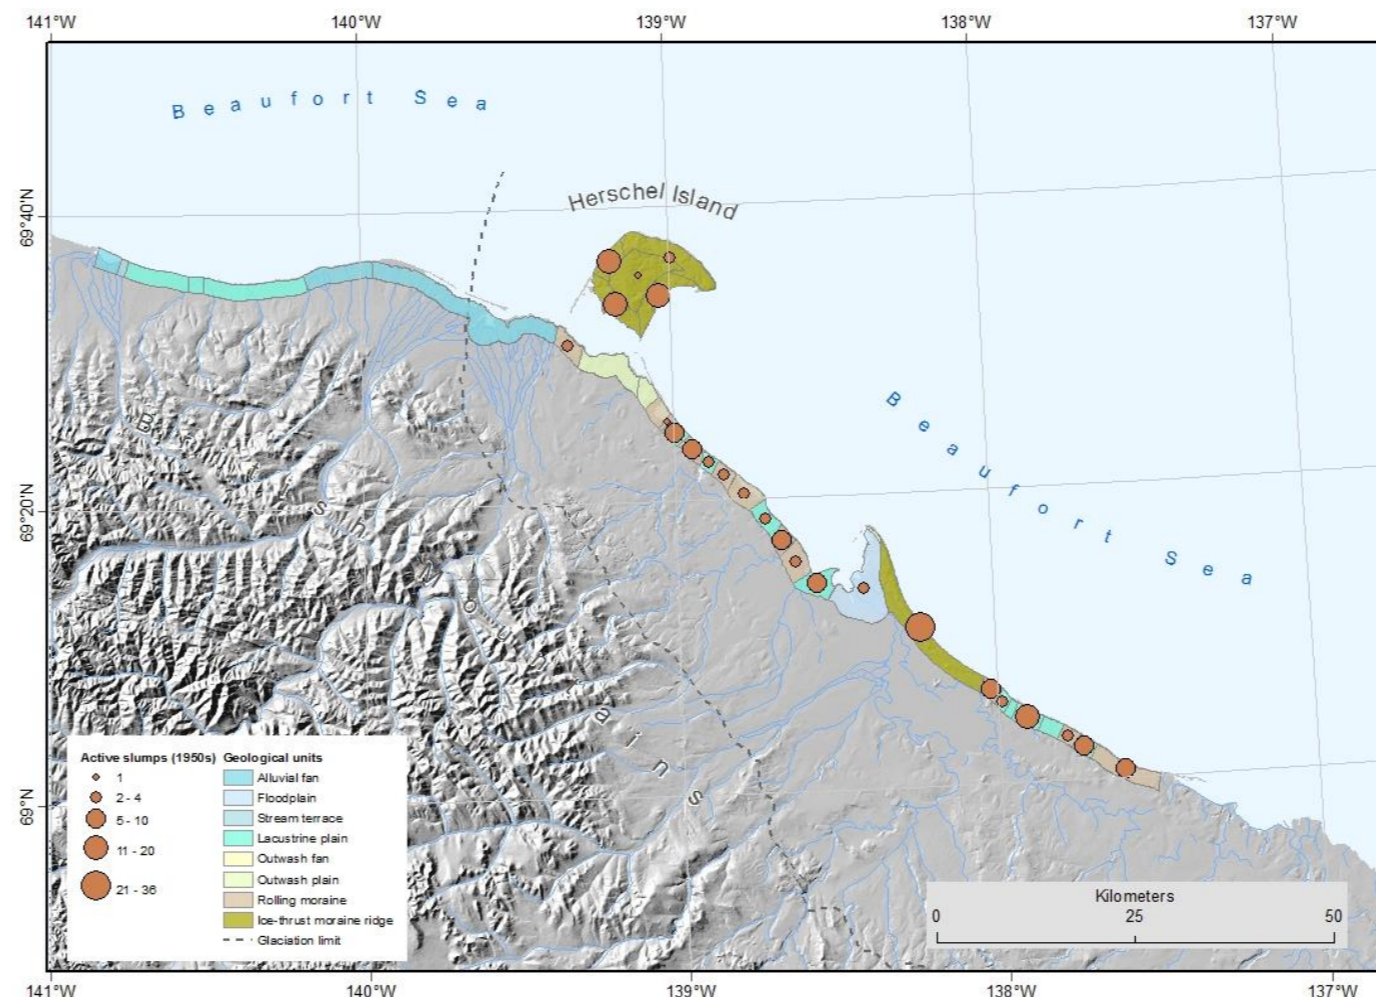 141°W 140°W 139°W 138°W 137°W
Beaufort Sea
69°40'N
Herschel Island
Beaufort Sea
69°20'N
British Mountains
69°N
Active slumps (1950s)
1
2 - 4
5 - 10
11 - 20
21 - 36
Geological units
Alluvial fan
Floodplain
Stream terrace
Lacustrine plain
Outwash fan
Outwash plain
Rolling moraine
Ice-thrust moraine ridge
Glaciation limit
Kilometers
0 25 50
141°W 140°W 139°W 138°W 137°W